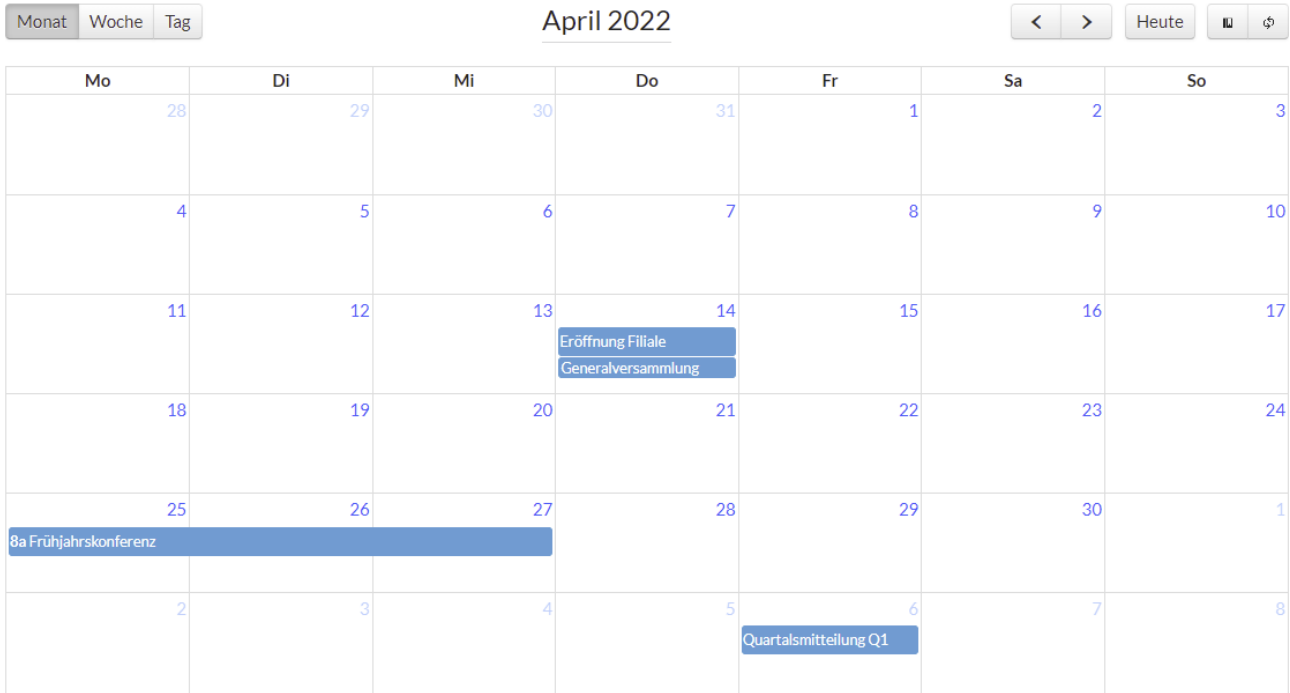 Monat Woche Tag April 2022 Heute
Mo Di Mi Do Fr Sa So
28 29 30 31 1 2 3
4 5 6 7 8 9 10
11 12 13 14 15 16 17
Eröffnung Filiale
Generalversammlung
18 19 20 21 22 23 24
25 26 27 28 29 30 1
8a Frühjahrskonferenz
2 3 4 5 6 7 8
Quartalsmitteilung Q1